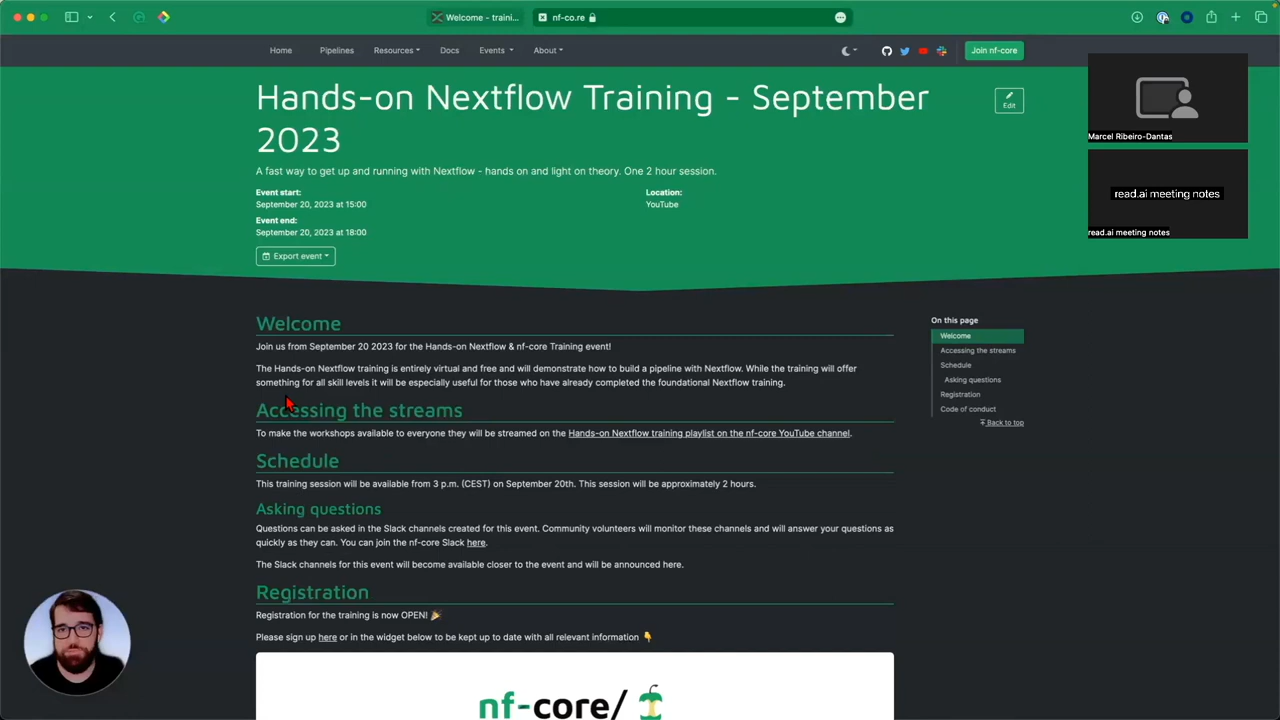 Welcome - traini...
nf-co.re
Home
Pipelines
Resources
Docs
Events
About
Join nf-core
Hands-on Nextflow Training - September
2023
Edit
A fast way to get up and running with Nextflow - hands on and light on theory. One 2 hour session.
Event start:
September 20, 2023 at 15:00
Location:
YouTube
Event end:
September 20, 2023 at 18:00
Export event
Marcel Ribeiro-Dantas
read.ai meeting notes
read.ai meeting notes
Welcome
Join us from September 20 2023 for the Hands-on Nextflow & nf-core Training event!
The Hands-on Nextflow training is entirely virtual and free and will demonstrate how to build a pipeline with Nextflow. While the training will offer
something for all skill levels it will be especially useful for those who have already completed the foundational Nextflow training.
Accessing the streams
To make the workshops available to everyone they will be streamed on the Hands-on Nextflow training playlist on the nf-core YouTube channel.
Schedule
This training session will be available from 3 p.m. (CEST) on September 20th. This session will be approximately 2 hours.
Asking questions
Questions can be asked in the Slack channels created for this event. Community volunteers will monitor these channels and will answer your questions as
quickly as they can. You can join the nf-core Slack here.
The Slack channels for this event will become available closer to the event and will be announced here.
Registration
Registration for the training is now OPEN! 🎉
Please sign up here or in the widget below to be kept up to date with all relevant information 👇
nf-core/
On this page
Welcome
Accessing the streams
Schedule
Asking questions
Registration
Code of conduct
Back to top